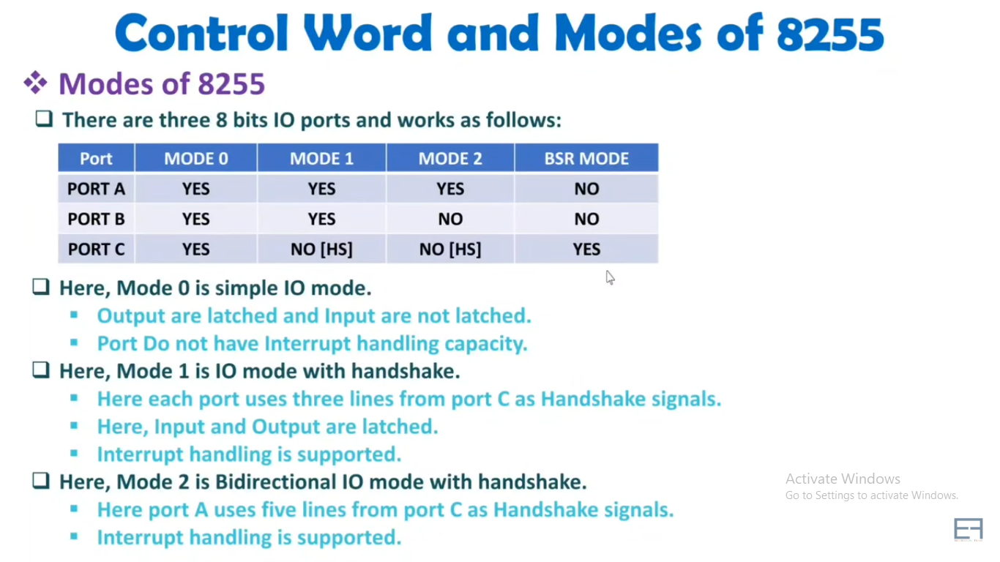 Control Word and Modes of 8255
Modes of 8255
There are three 8 bits IO ports and works as follows:
Port MODE 0 MODE 1 MODE 2 BSR MODE
PORT A YES YES YES NO
PORT B YES YES NO NO
PORT C YES NO [HS] NO [HS] YES
Here, Mode 0 is simple IO mode.
Output are latched and Input are not latched.
Port Do not have Interrupt handling capacity.
Here, Mode 1 is IO mode with handshake.
Here each port uses three lines from port C as Handshake signals.
Here, Input and Output are latched.
Interrupt handling is supported.
Here, Mode 2 is Bidirectional IO mode with handshake.
Here port A uses five lines from port C as Handshake signals.
Interrupt handling is supported.
Activate Windows
Go to Settings to activate Windows.
EF